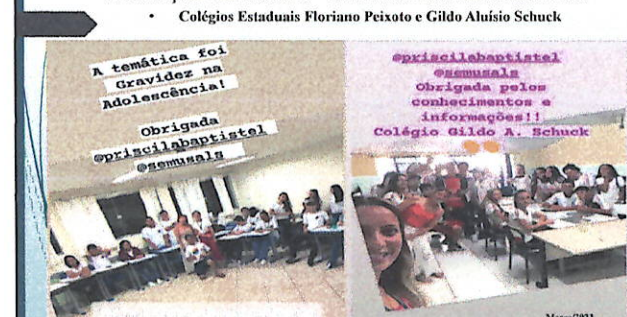 • Colégios Estaduais Floriano Peixoto e Gildo Aluísio Schuck
A temática foi
Gravidez na
Adolescência!
Obrigada
@priscilabaptistel
@semusals
@priscilabaptistel
@semusals
Obrigada pelos
conhecimentos e
informações!!
Colégio Gildo A. Schuck